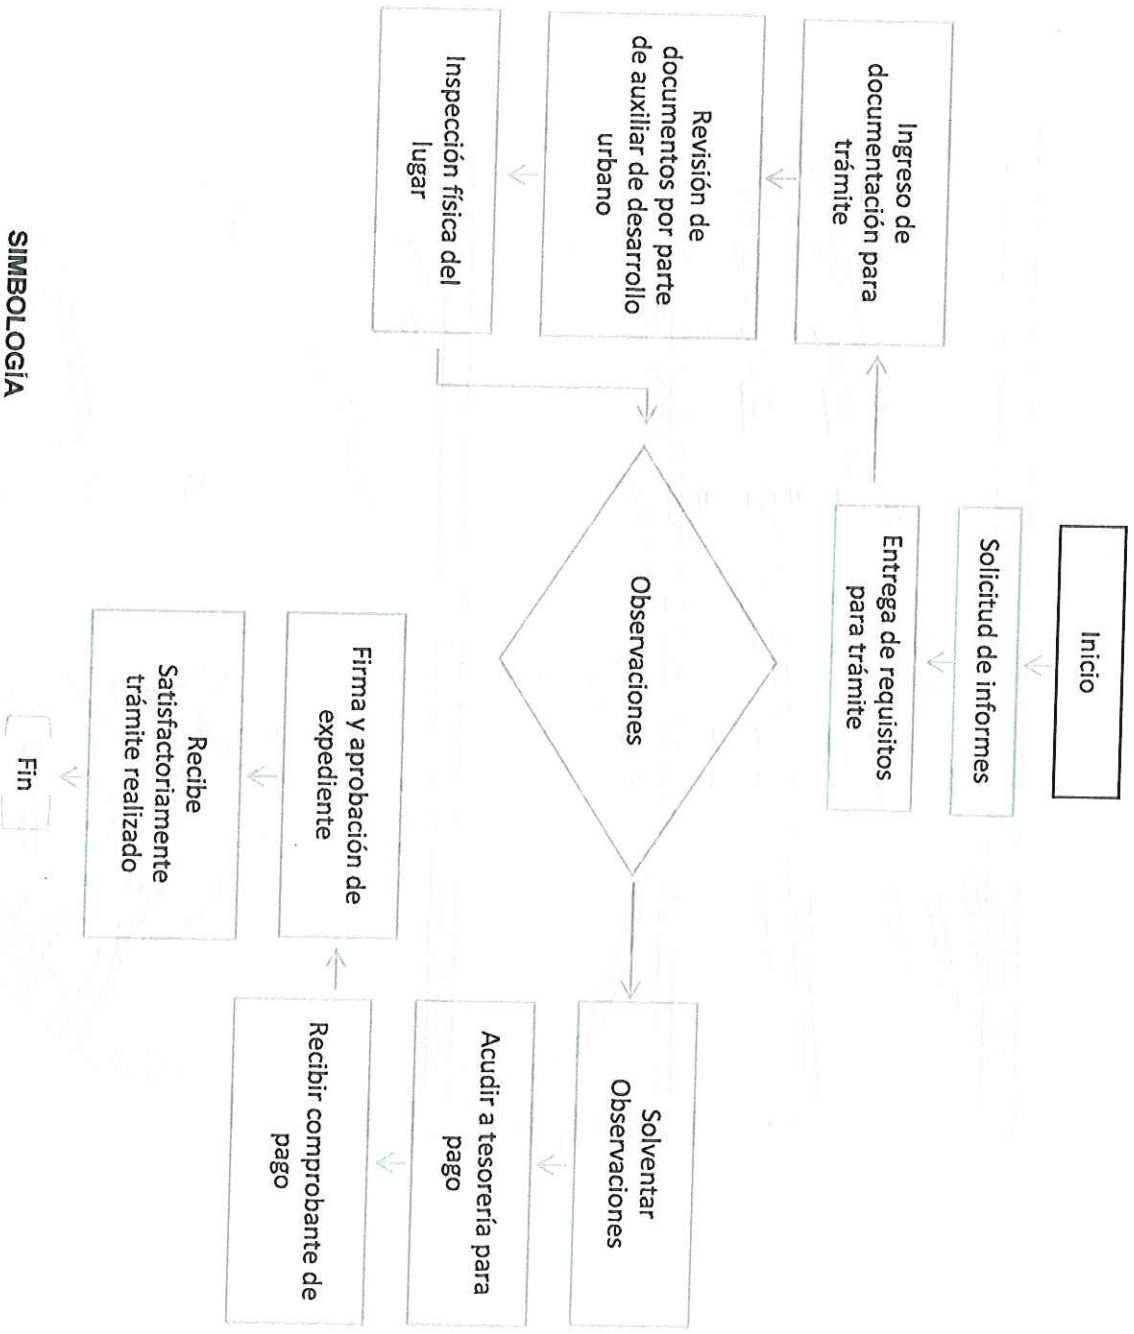 Inicio
Solicitud de informes
Entrega de requisitos
para trámite
Ingreso de
documentación para
trámite
Revisión de
documentos por parte
de auxiliar de desarrollo
urbano
Inspección física del
lugar
Observaciones
Solventar
Observaciones
Acudir a tesorería para
pago
Recibir comprobante de
pago
Firma y aprobación de
expediente
Recibe
Satisfactoriamente
trámite realizado
Fin
SIMBOLOGÍA